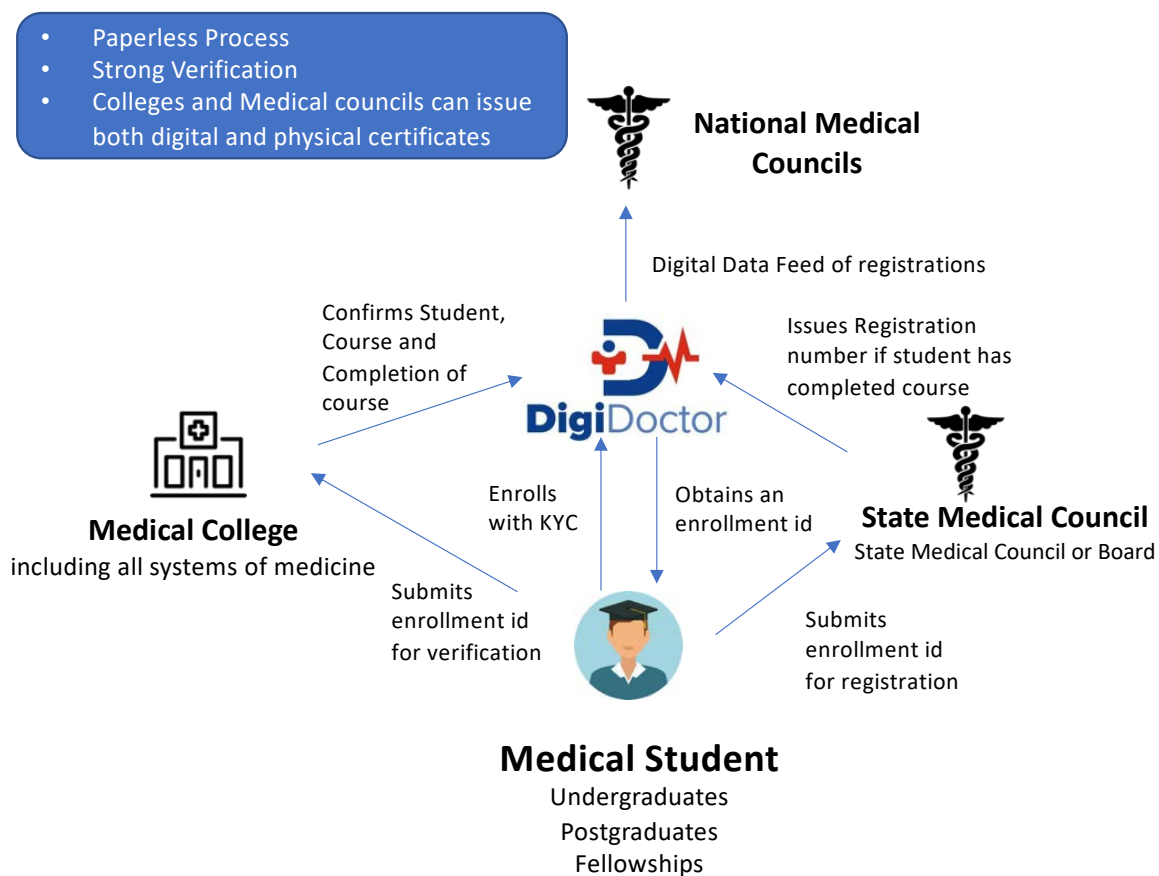 • Paperless Process
• Strong Verification
• Colleges and Medical councils can issue
both digital and physical certificates
National Medical
Councils
Digital Data Feed of registrations
Confirms Student,
Course and
Completion of
course
Issues Registration
number if student has
completed course
DigiDoctor
Medical College
including all systems of medicine
Enrolls
with KYC
Obtains an
enrollment id
State Medical Council
State Medical Council or Board
Submits
enrollment id
for verification
Submits
enrollment id
for registration
Medical Student
Undergraduates
Postgraduates
Fellowships